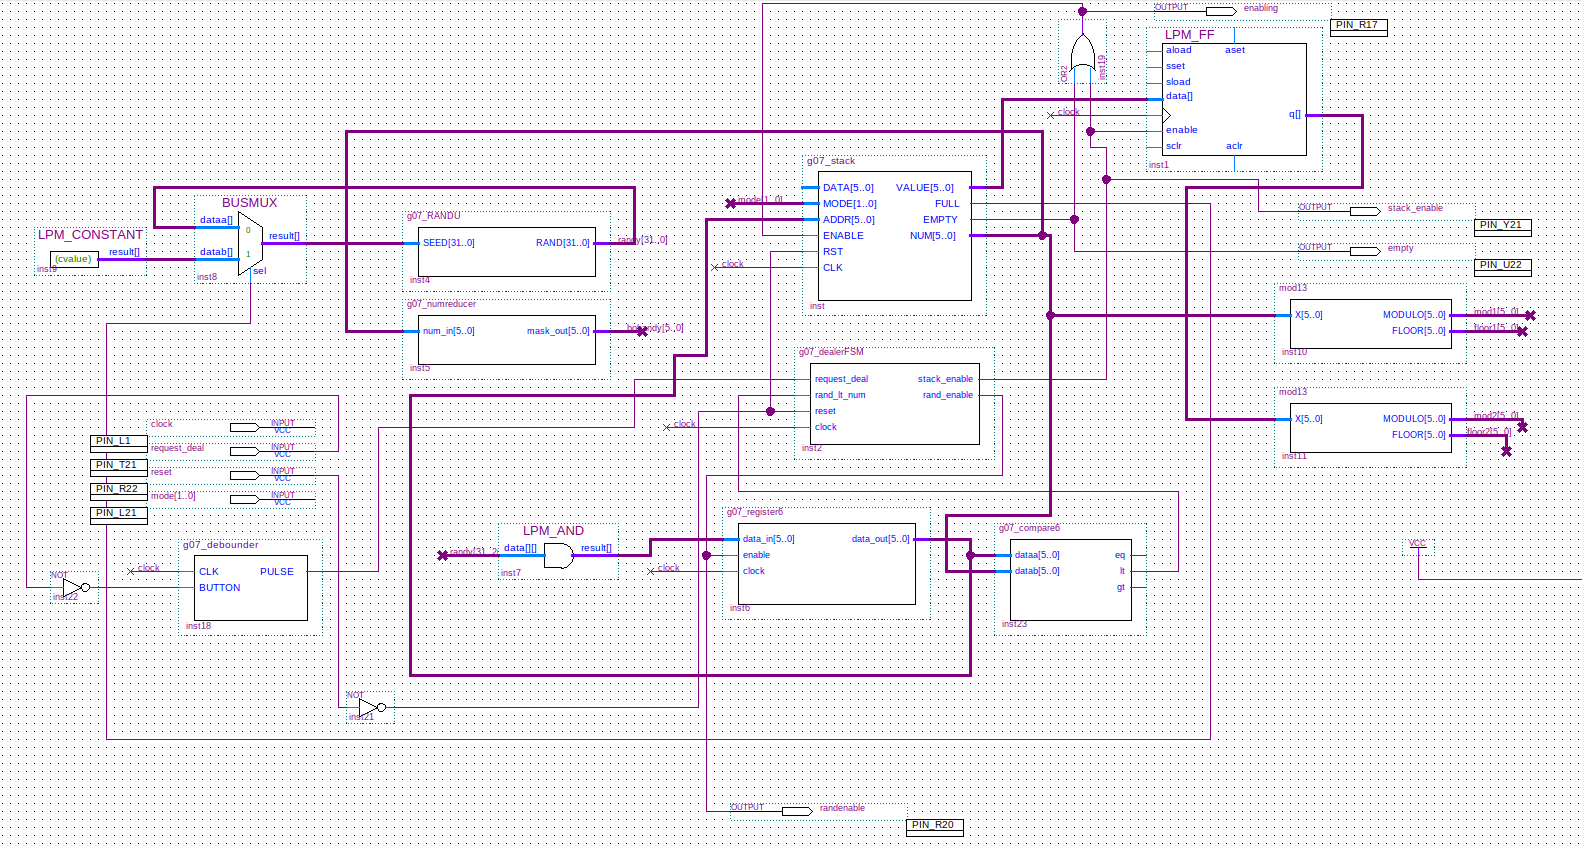 OUTPUT
enabling
PIN_R17
LPM_FF
aload
aset
sset
sload
data[]
clock
q[]
enable
sclr
aclr
inst1
OR2
inst19
g07_stack
DATA[5..0]
VALUE[5..0]
MODE[1..0]
FULL
ADDR[5..0]
EMPTY
ENABLE
NUM[5..0]
RST
CLK
inst
mode[1..0]
clock
OUTPUT
stack_enable
PIN_Y21
OUTPUT
empty
PIN_U22
BUSMUX
dataa[]
0
result[]
datab[]
1
sel
inst8
LPM_CONSTANT
result[]
(cvalue)
inst9
g07_RANDU
SEED[31..0]
RAND[31..0]
randy[31..0]
inst4
g07_numreducer
num_in[5..0]
mask_out[5..0]
inst5
mod13
X[5..0]
MODULO[5..0]
mod1[5..0]
FLOOR[5..0]
floor1[5..0]
inst10
g07_dealerFSM
request_deal
stack_enable
rand_lt_num
rand_enable
reset
clock
clock
inst2
mod13
X[5..0]
MODULO[5..0]
mod2[5..0]
FLOOR[5..0]
floor2[5..0]
inst11
clock
INPUT
VCC
PIN_L1
request_deal
INPUT
VCC
PIN_T21
reset
INPUT
VCC
PIN_R22
mode[1..0]
INPUT
VCC
PIN_L21
g07_debounder
CLK
PULSE
BUTTON
clock
inst18
NOT
inst22
LPM_AND
data[][]
result[]
inst7
g07_register6
data_in[5..0]
data_out[5..0]
enable
clock
clock
inst6
g07_compare6
dataa[5..0]
eq
datab[5..0]
lt
gt
inst23
VCC
NOT
inst21
OUTPUT
randenable
PIN_R20